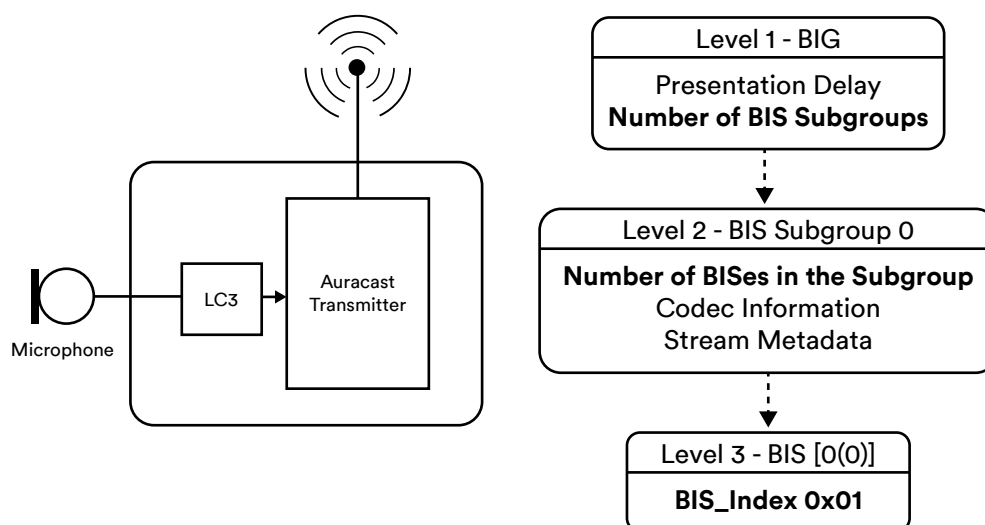 Microphone
LC3
Auracast
Transmitter
Level 1 - BIG
Presentation Delay
Number of BIS Subgroups
Level 2 - BIS Subgroup 0
Number of BISes in the Subgroup
Codec Information
Stream Metadata
Level 3 - BIS [0(0)]
BIS_Index 0x01